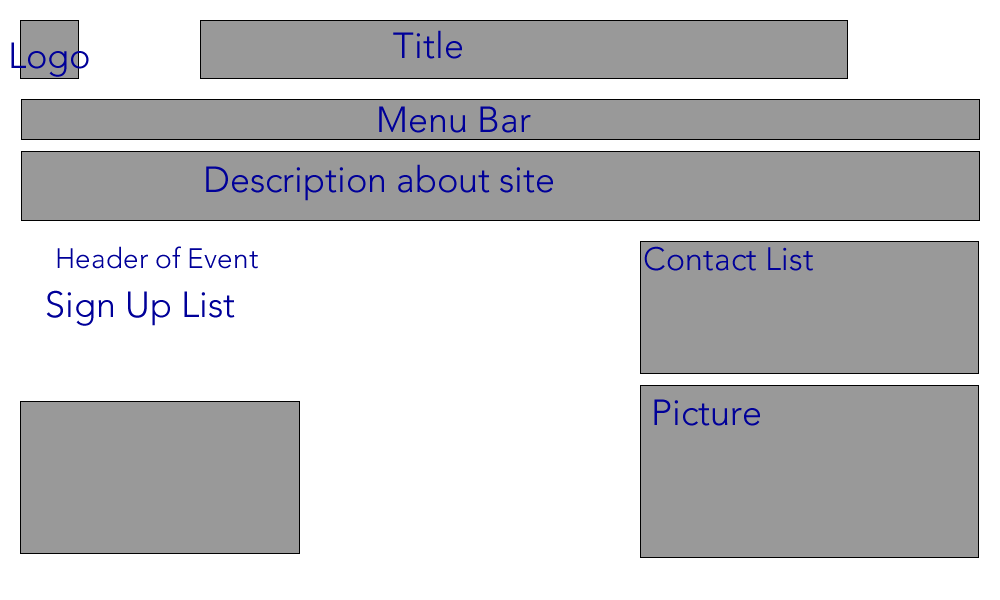 Logo
Title
Menu Bar
Description about site
Header of Event
Sign Up List
Contact List
Picture